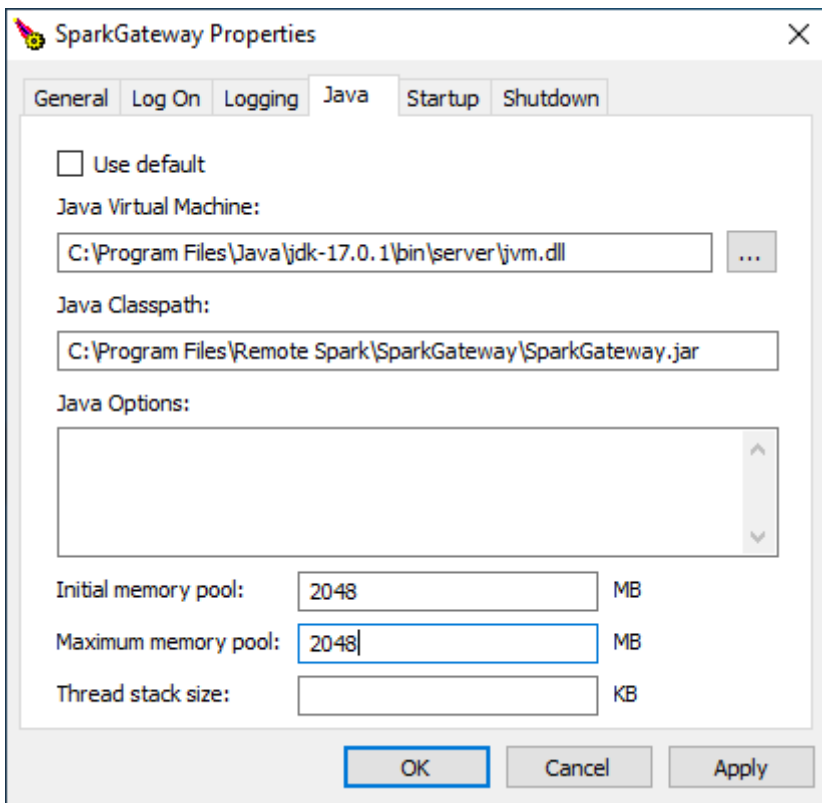 SparkGateway Properties
General Log On Logging Java Startup Shutdown
Use default
Java Virtual Machine:
C:\Program Files\Java\jdk-17.0.1\bin\server\jvm.dll ...
Java Classpath:
C:\Program Files\Remote Spark\SparkGateway\SparkGateway.jar
Java Options:
Initial memory pool: 2048 MB
Maximum memory pool: 2048 MB
Thread stack size: KB
OK Cancel Apply